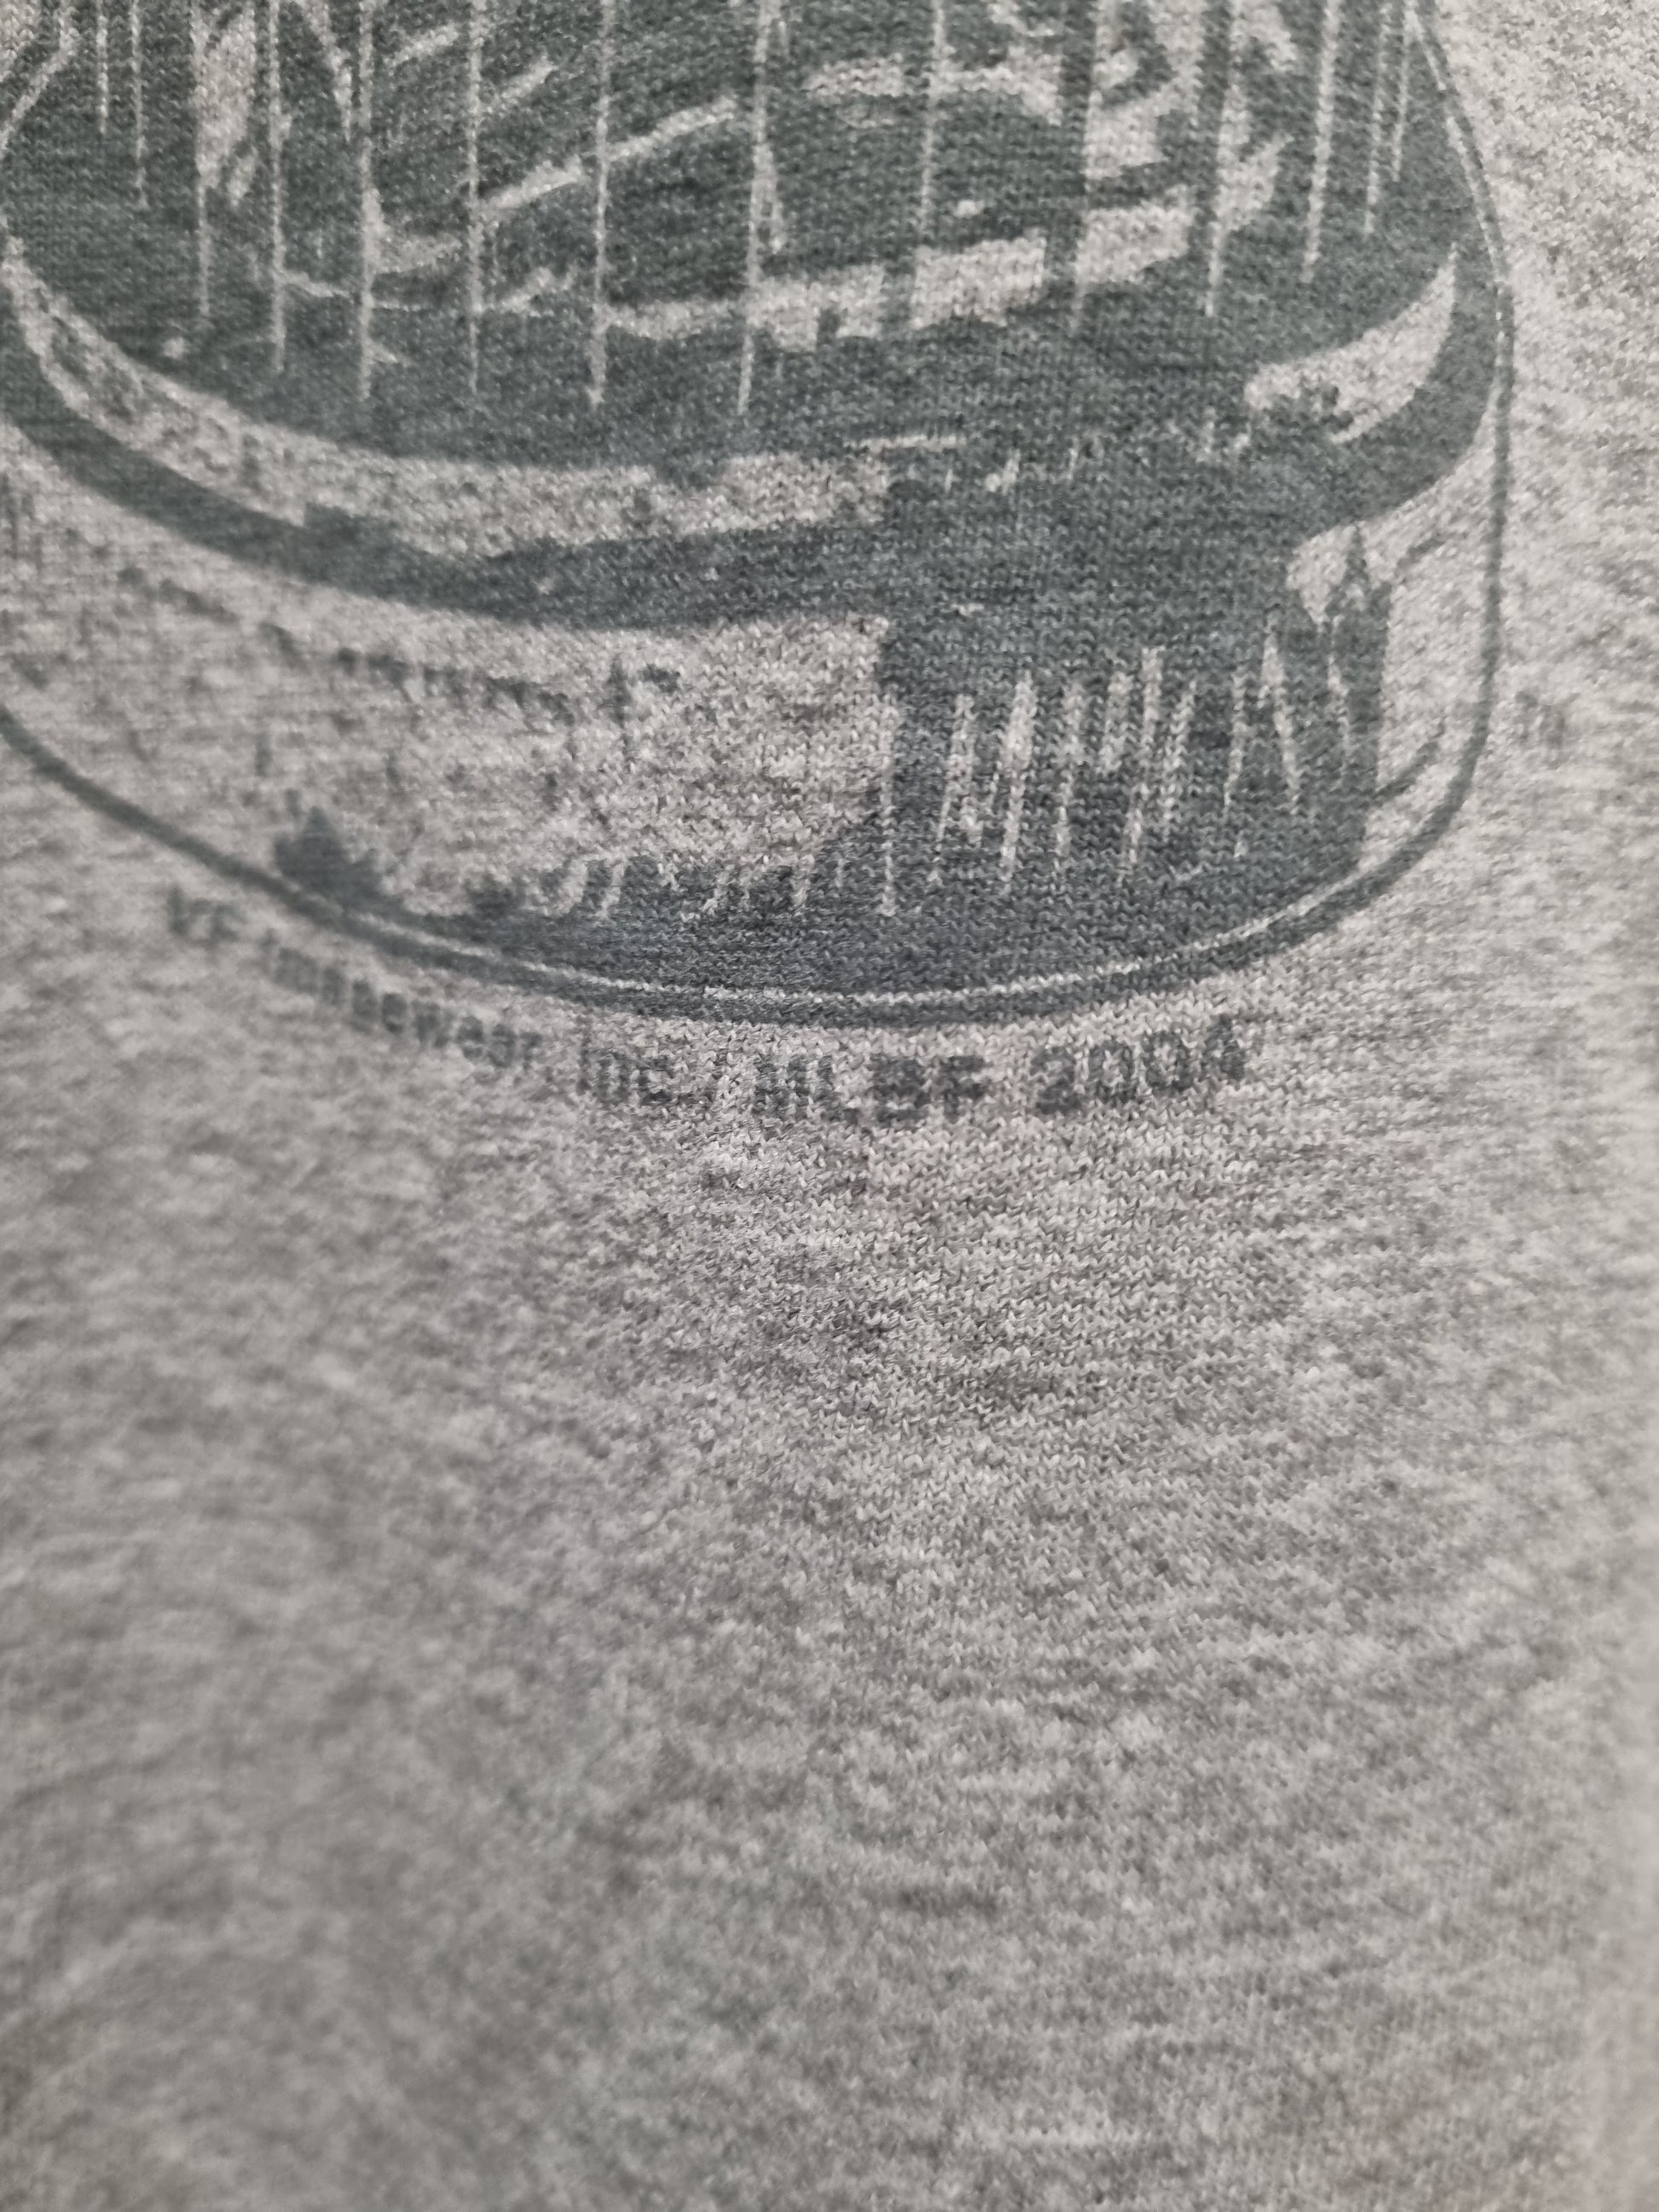 VF Imagewear, Inc./MLBP 2004